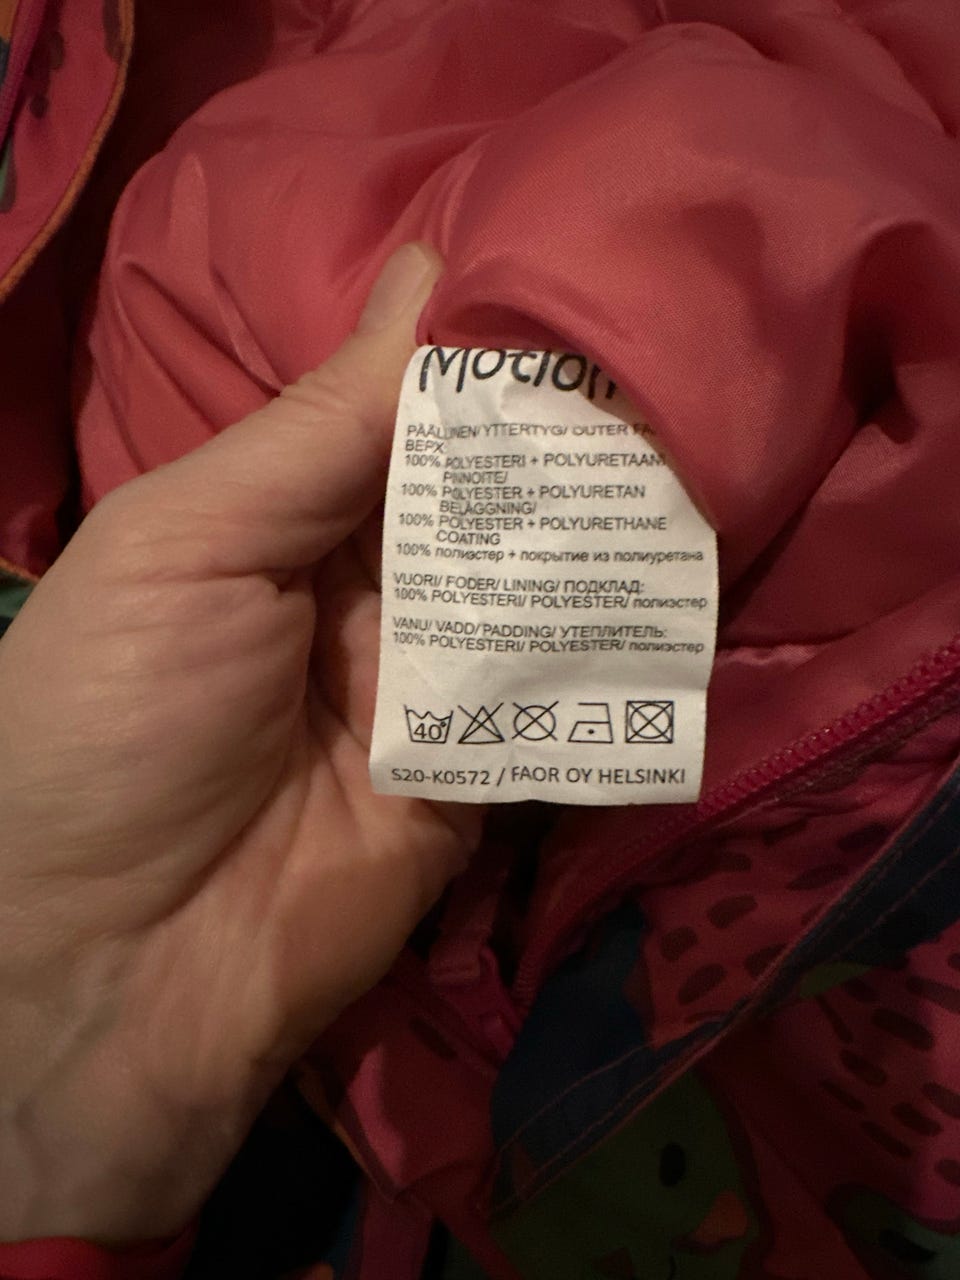 Motion
PÄÄLLINEN/ YTTERTYG/ OUTER
ВЕРХ:
100% POLYESTERI + POLYURETAANI
PINNOITE/
100% POLYESTER + POLYURETAN
BELÄGGNING/
100% POLYESTER + POLYURETHANE
COATING
100% полиэстер + покрытие из полиуретана
VUORI/ FODER/ LINING/ ПОДКЛАД:
100% POLYESTERI/ POLYESTER/ полиэстер
VANU/ VADD/ PADDING/ УТЕПЛИТЕЛЬ:
100% POLYESTERI/ POLYESTER/ полиэстер
40°
S20-K0572 / FAOR OY HELSINKI